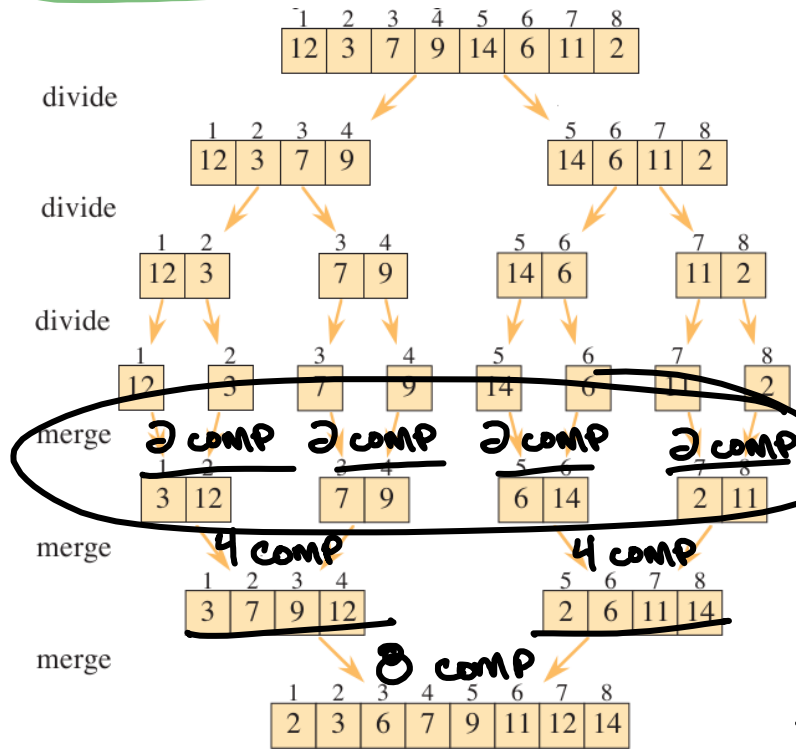 1 2 3 4 5 6 7 8
12 3 7 9 14 6 11 2
divide
1 2 3 4 5 6 7 8
12 3 7 9 14 6 11 2
divide
1 2 3 4 5 6 7 8
12 3 7 9 14 6 11 2
divide
1 2 3 4 5 6 7 8
12 3 7 9 14 6 11 2
merge 2 comp 2 comp 2 comp 2 comp
1 2 3 4 5 6 7 8
3 12 7 9 6 14 2 11
merge 4 comp 4 comp
1 2 3 4 5 6 7 8
3 7 9 12 2 6 11 14
merge 8 comp
1 2 3 4 5 6 7 8
2 3 6 7 9 11 12 14